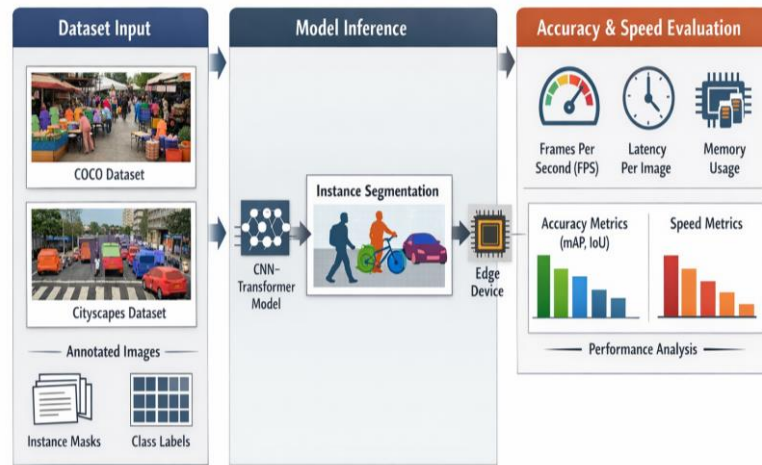 Dataset Input
COCO Dataset
Cityscapes Dataset
Annotated Images
Instance Masks
Class Labels
Model Inference
CNN–
Transformer
Model
Instance Segmentation
Edge
Device
Accuracy & Speed Evaluation
Frames Per
Second (FPS)
Latency
Per Image
Memory
Usage
Accuracy Metrics
(mAP, IoU)
Speed Metrics
Performance Analysis